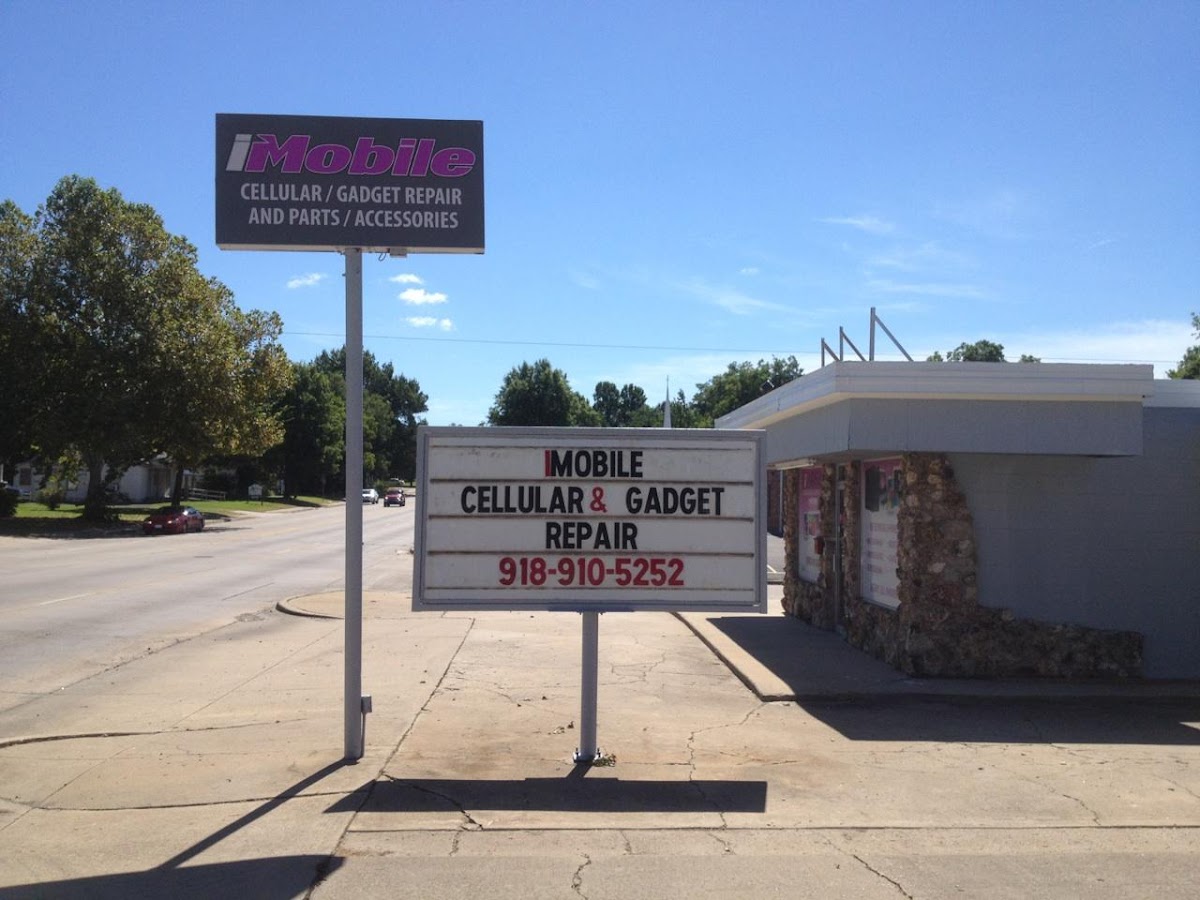 iMobile
CELLULAR / GADGET REPAIR
AND PARTS / ACCESSORIES
IMOBILE
CELLULAR & GADGET
REPAIR
918-910-5252